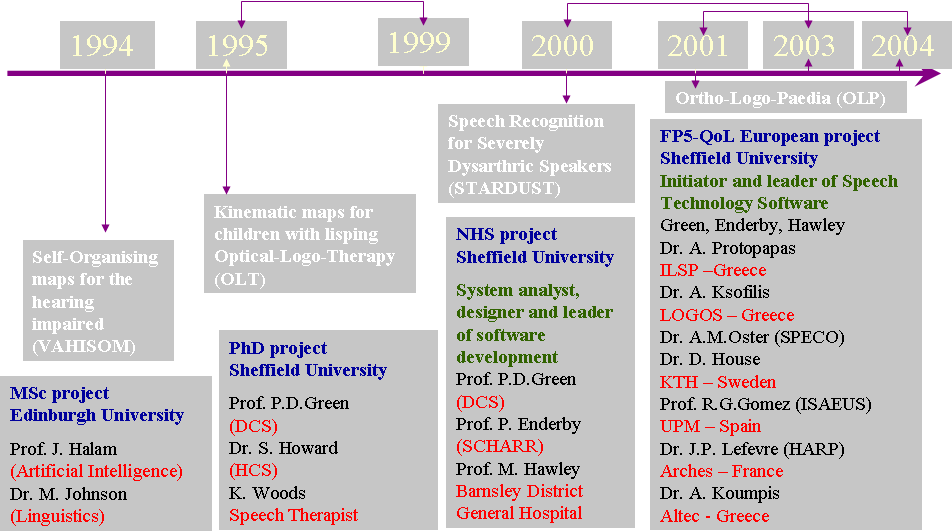 1994
1995
1999
2000
2001
2003
2004
Self-Organising
maps for the
hearing
impaired
(VAHISOM)
MSc project
Edinburgh University
Prof. J. Halam
(Artificial Intelligence)
Dr. M. Johnson
(Linguistics)
Kinematic maps for
children with lisping
Optical-Logo-Therapy
(OLT)
PhD project
Sheffield University
Prof. P.D.Green
(DCS)
Dr. S. Howard
(HCS)
K. Woods
Speech Therapist
Speech Recognition
for Severely
Dysarthric Speakers
(STARDUST)
NHS project
Sheffield University
System analyst,
designer and leader
of software
development
Prof. P.D.Green
(DCS)
Prof. P. Enderby
(SCHARR)
Prof. M. Hawley
Barnsley District
General Hospital
Ortho-Logo-Paedia (OLP)
FP5-QoL European project
Sheffield University
Initiator and leader of Speech
Technology Software
Green, Enderby, Hawley
Dr. A. Protopapas
ILSP –Greece
Dr. A. Ksofilis
LOGOS – Greece
Dr. A.M.Oster (SPECO)
Dr. D. House
KTH – Sweden
Prof. R.G.Gomez (ISAEUS)
UPM – Spain
Dr. J.P. Lefevre (HARP)
Arches – France
Dr. A. Koumpis
Altec - Greece